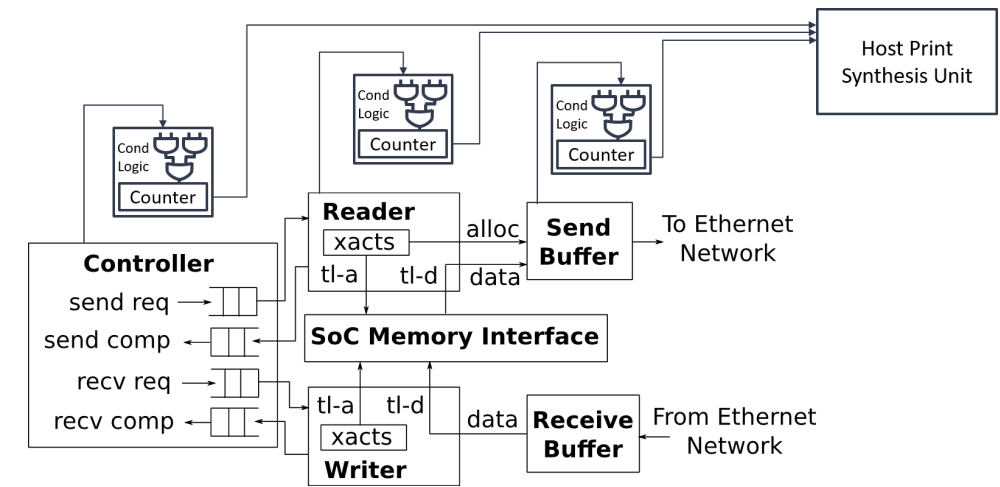 Host Print
Synthesis Unit
Cond
Logic
Counter
Cond
Logic
Counter
Cond
Logic
Counter
Reader
xacts
tl-a
tl-d
alloc
data
Send
Buffer
To Ethernet
Network
Controller
send req
send comp
recv req
recv comp
SoC Memory Interface
tl-a
tl-d
xacts
Writer
data
Receive
Buffer
From Ethernet
Network